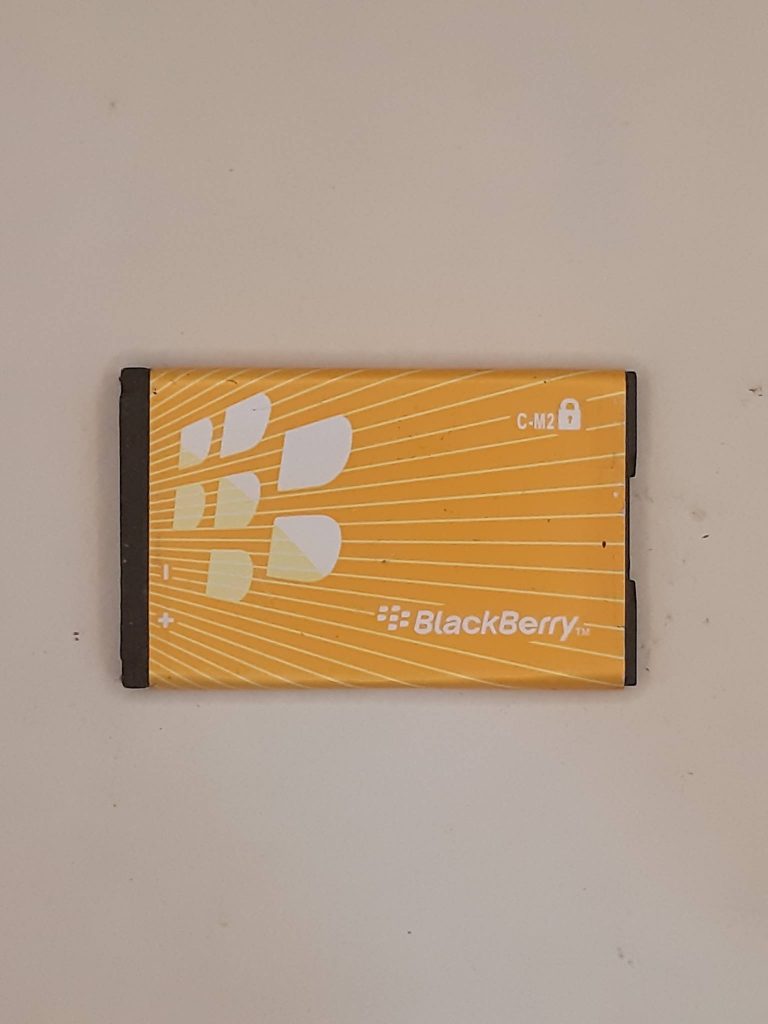 C-M2
−
+
BlackBerry™